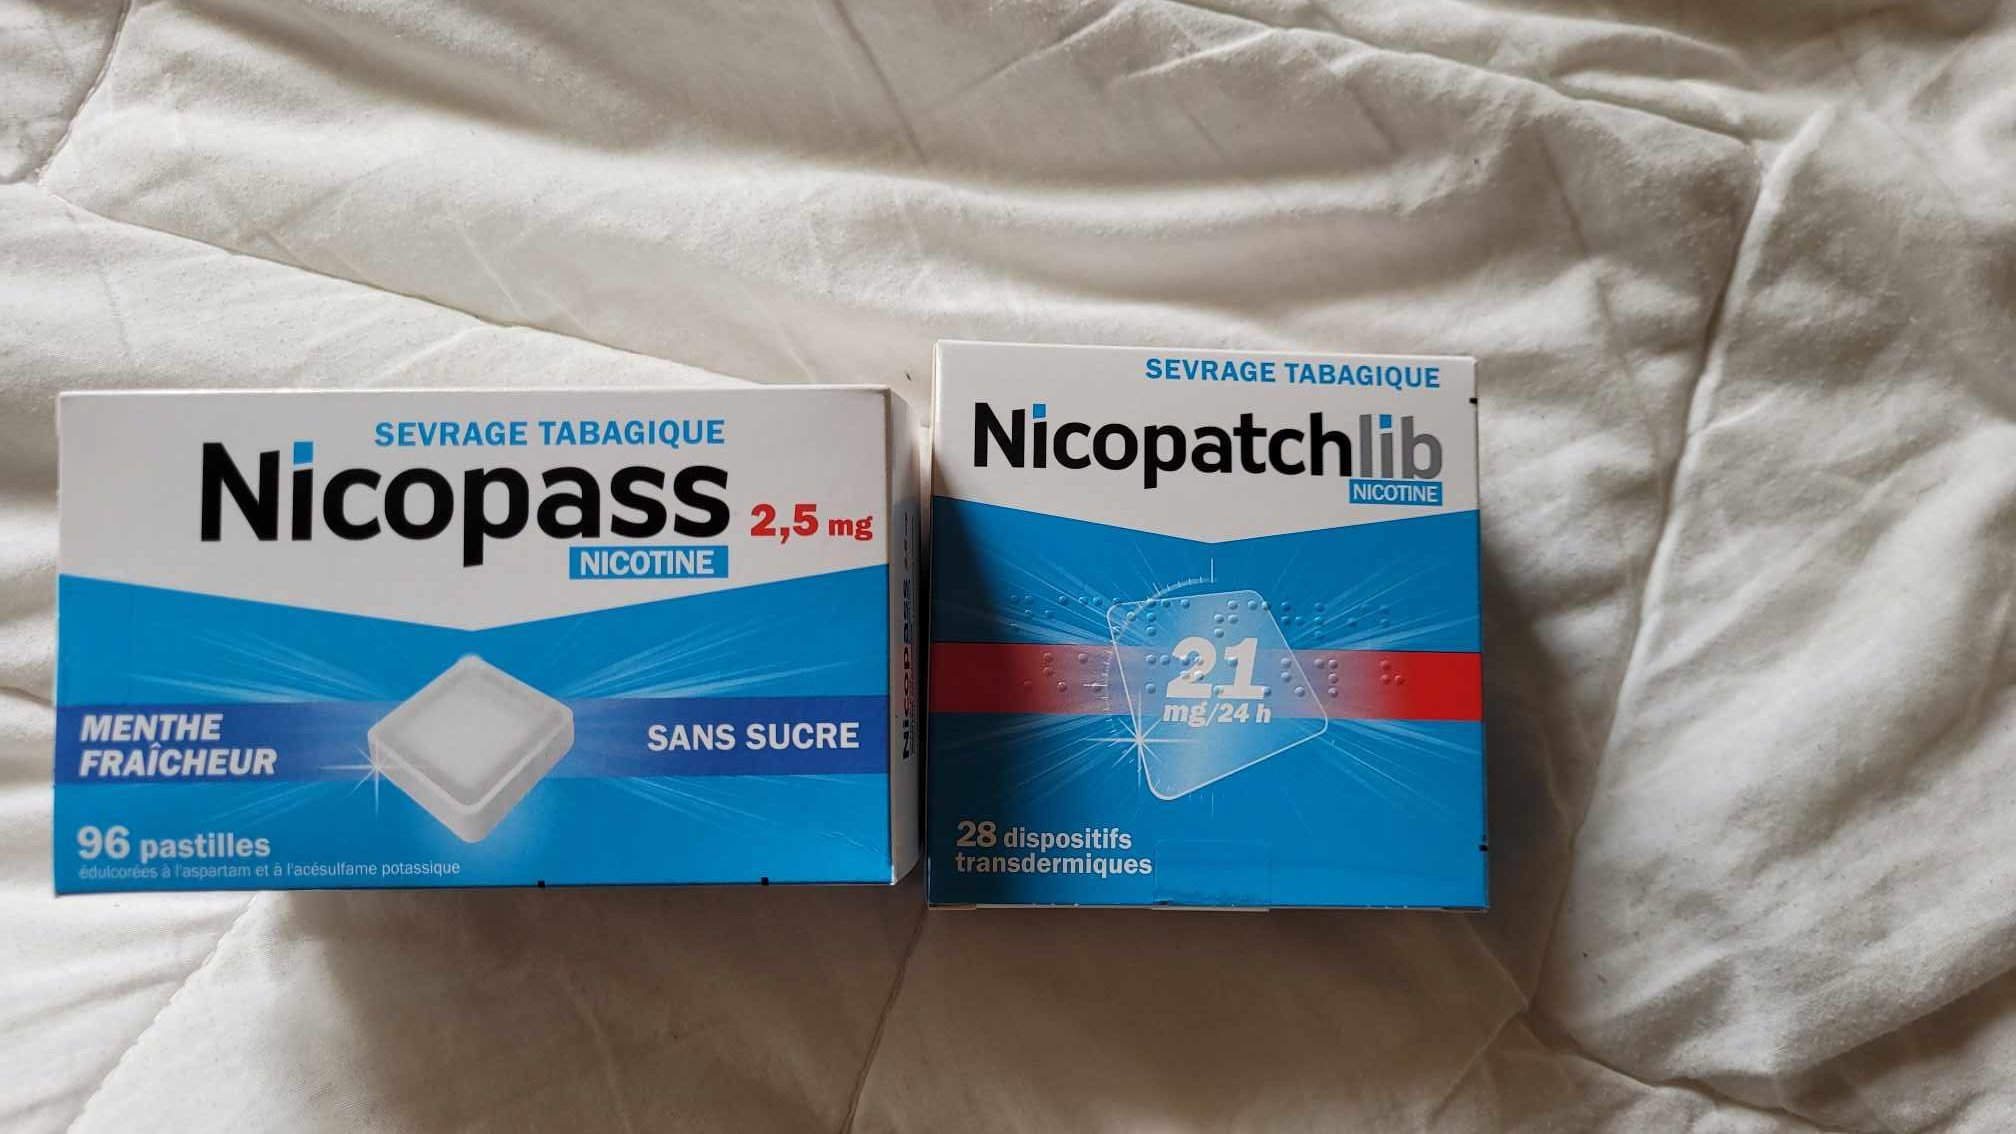 SEVRAGE TABAGIQUE
Nicopass 2,5 mg
NICOTINE
MENTHE
FRAÎCHEUR
SANS SUCRE
96 pastilles
édulcorées à l'aspartam et à l'acésulfame potassique
Nicopass
SEVRAGE TABAGIQUE
Nicopatchlib
NICOTINE
21
mg/24 h
28 dispositifs
transdermiques